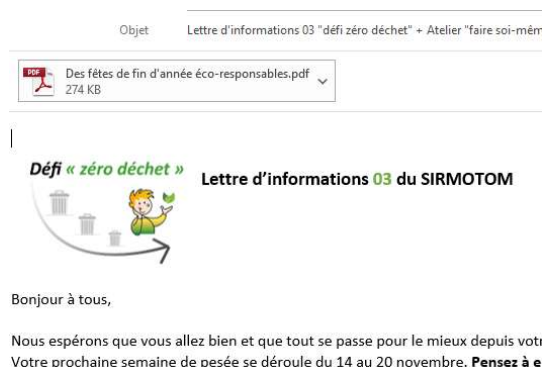 Objet Lettre d'informations 03 "défi zéro déchet" + Atelier "faire soi-mêm
PDF
Des fêtes de fin d'année éco-responsables.pdf
274 KB
Défi « zéro déchet »
Lettre d'informations 03 du SIRMOTOM
Bonjour à tous,
Nous espérons que vous allez bien et que tout se passe pour le mieux depuis votr
Votre prochaine semaine de pesée se déroule du 14 au 20 novembre. Pensez à e